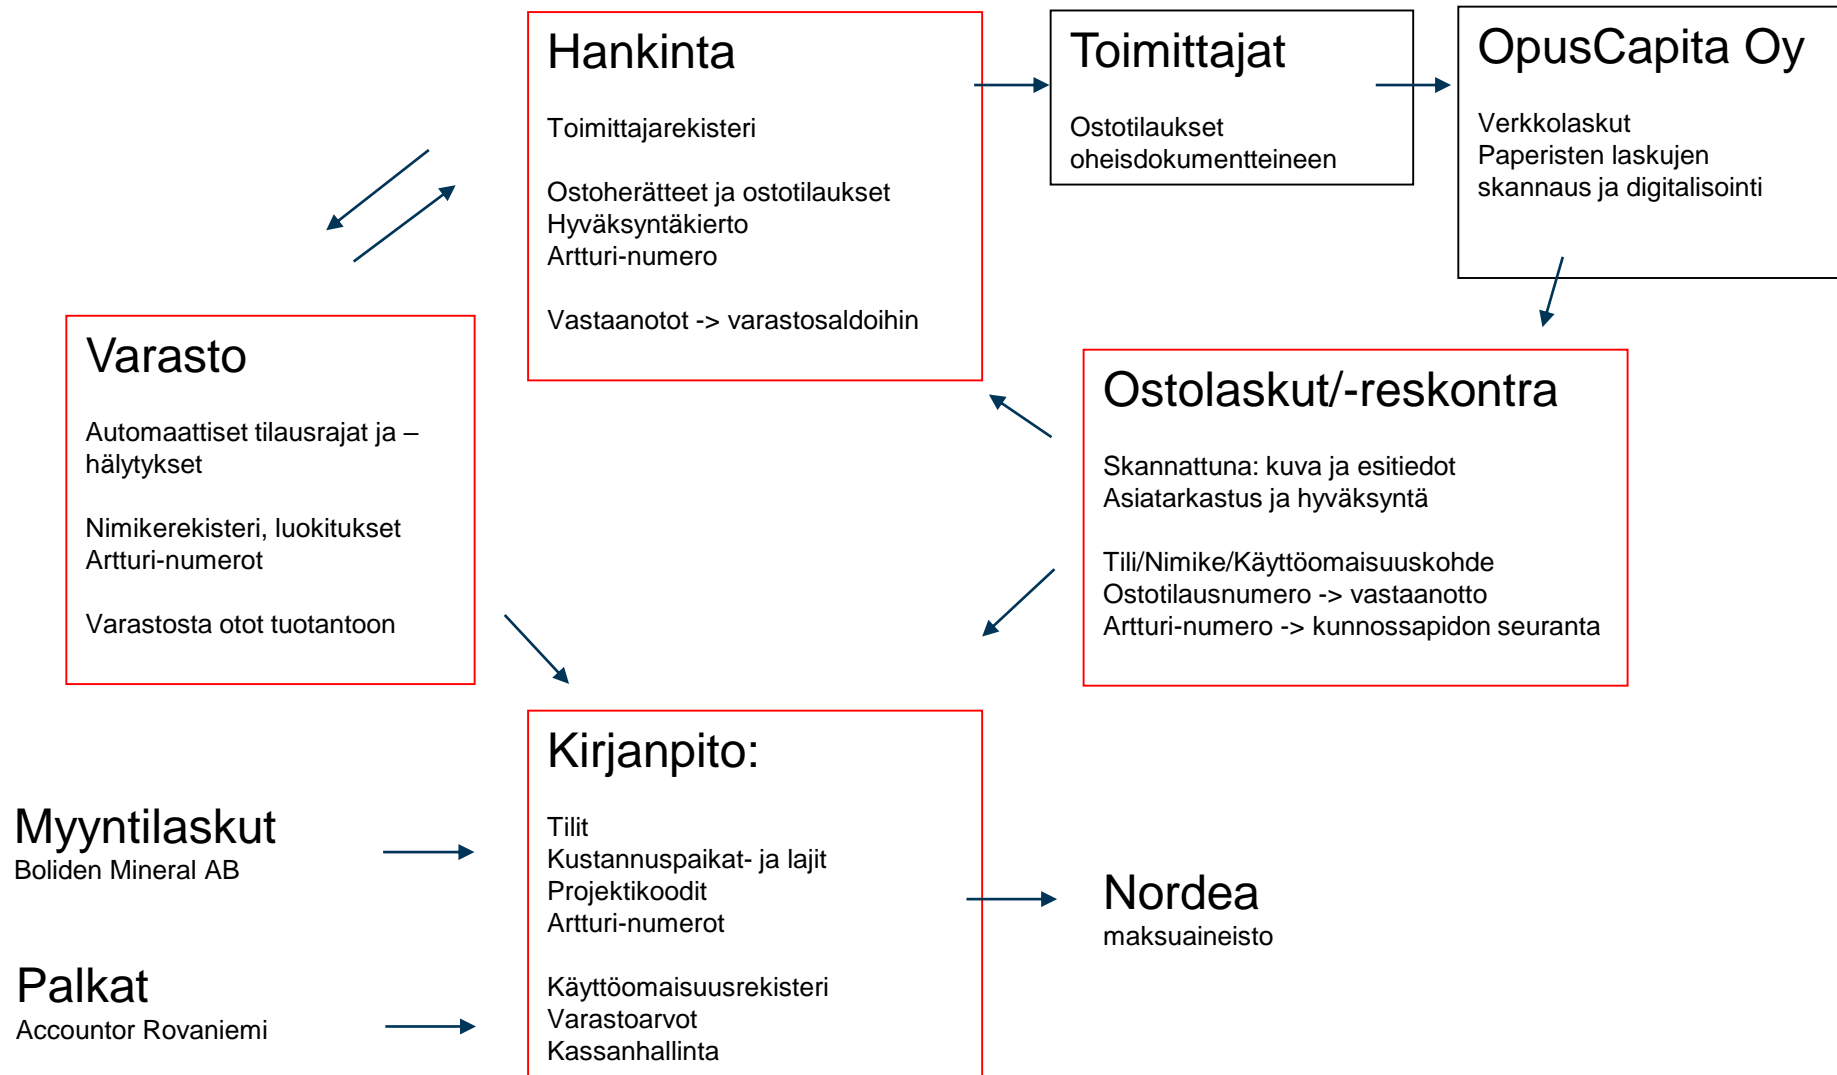 Hankinta
Toimittajarekisteri
Ostoherätteet ja ostotilaukset
Hyväksyntäkierto
Artturi-numero
Vastaanotot -> varastosaldoihin
Toimittajat
Ostotilaukset
oheisdokumentteineen
OpusCapita Oy
Verkkolaskut
Paperisten laskujen
skannaus ja digitalisointi
Varasto
Automaattiset tilausrajat ja –
hälytykset
Nimikerekisteri, luokitukset
Artturi-numerot
Varastosta otot tuotantoon
Ostolaskut/-reskontra
Skannattuna: kuva ja esitiedot
Asiatarkastus ja hyväksyntä
Tili/Nimike/Käyttöomaisuuskohde
Ostotilausnumero -> vastaanotto
Artturi-numero -> kunnossapidon seuranta
Kirjanpito:
Tilit
Kustannuspaikat- ja lajit
Projektikoodit
Artturi-numerot
Käyttöomaisuusrekisteri
Varastoarvot
Kassanhallinta
Myyntilaskut
Boliden Mineral AB
Palkat
Accountor Rovaniemi
Nordea
maksuaineisto